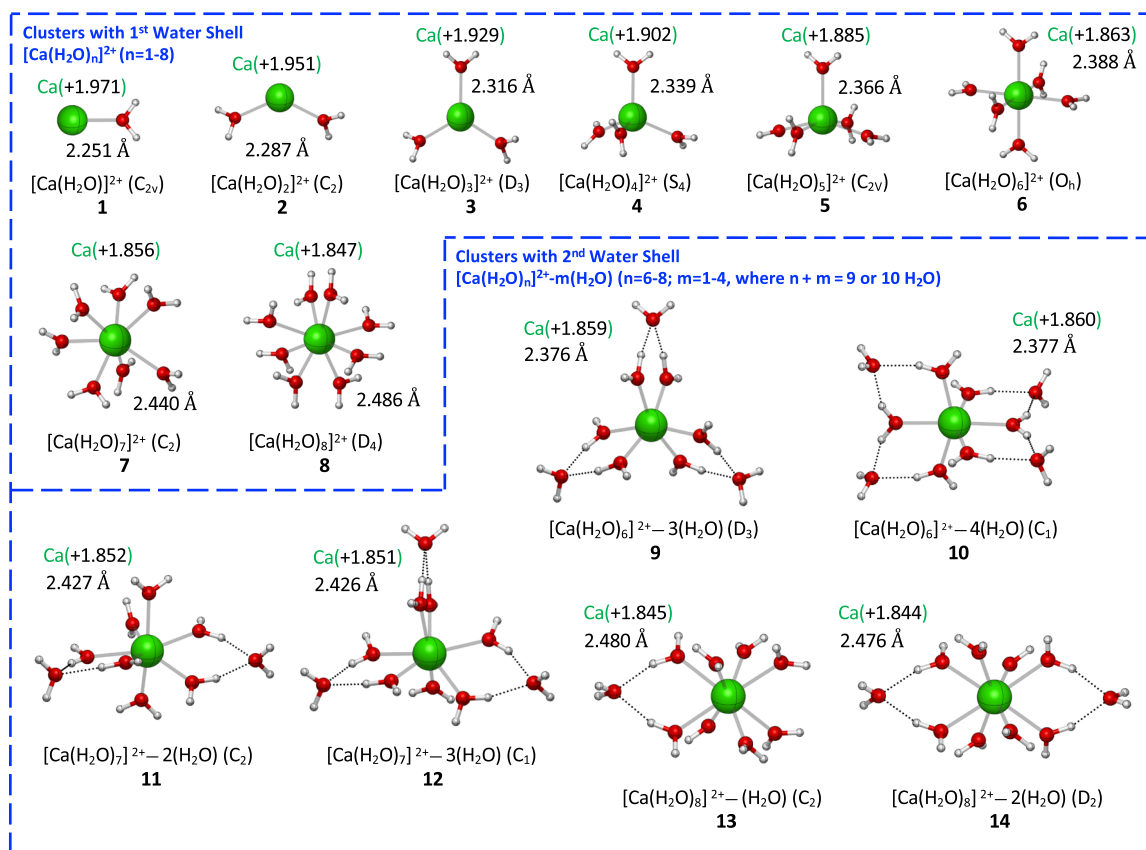 Clusters with 1st Water Shell
[Ca(H₂O)ₙ]²⁺ (n=1-8)
Ca(+1.971)
2.251 Å
[Ca(H₂O)]²⁺ (C₂ᵥ)
1
Ca(+1.951)
2.287 Å
[Ca(H₂O)₂]²⁺ (C₂)
2
Ca(+1.929)
2.316 Å
[Ca(H₂O)₃]²⁺ (D₃)
3
Ca(+1.902)
2.339 Å
[Ca(H₂O)₄]²⁺ (S₄)
4
Ca(+1.885)
2.366 Å
[Ca(H₂O)₅]²⁺ (C₂V)
5
Ca(+1.863)
2.388 Å
[Ca(H₂O)₆]²⁺ (Oₕ)
6
Ca(+1.856)
2.440 Å
[Ca(H₂O)₇]²⁺ (C₂)
7
Ca(+1.847)
2.486 Å
[Ca(H₂O)₈]²⁺ (D₄)
8
Clusters with 2nd Water Shell
[Ca(H₂O)ₙ]²⁺-m(H₂O) (n=6-8; m=1-4, where n + m = 9 or 10 H₂O)
Ca(+1.859)
2.376 Å
[Ca(H₂O)₆] ²⁺— 3(H₂O) (D₃)
9
Ca(+1.860)
2.377 Å
[Ca(H₂O)₆] ²⁺— 4(H₂O) (C₁)
10
Ca(+1.852)
2.427 Å
[Ca(H₂O)₇] ²⁺— 2(H₂O) (C₂)
11
Ca(+1.851)
2.426 Å
[Ca(H₂O)₇] ²⁺— 3(H₂O) (C₁)
12
Ca(+1.845)
2.480 Å
[Ca(H₂O)₈] ²⁺— (H₂O) (C₂)
13
Ca(+1.844)
2.476 Å
[Ca(H₂O)₈] ²⁺— 2(H₂O) (D₂)
14